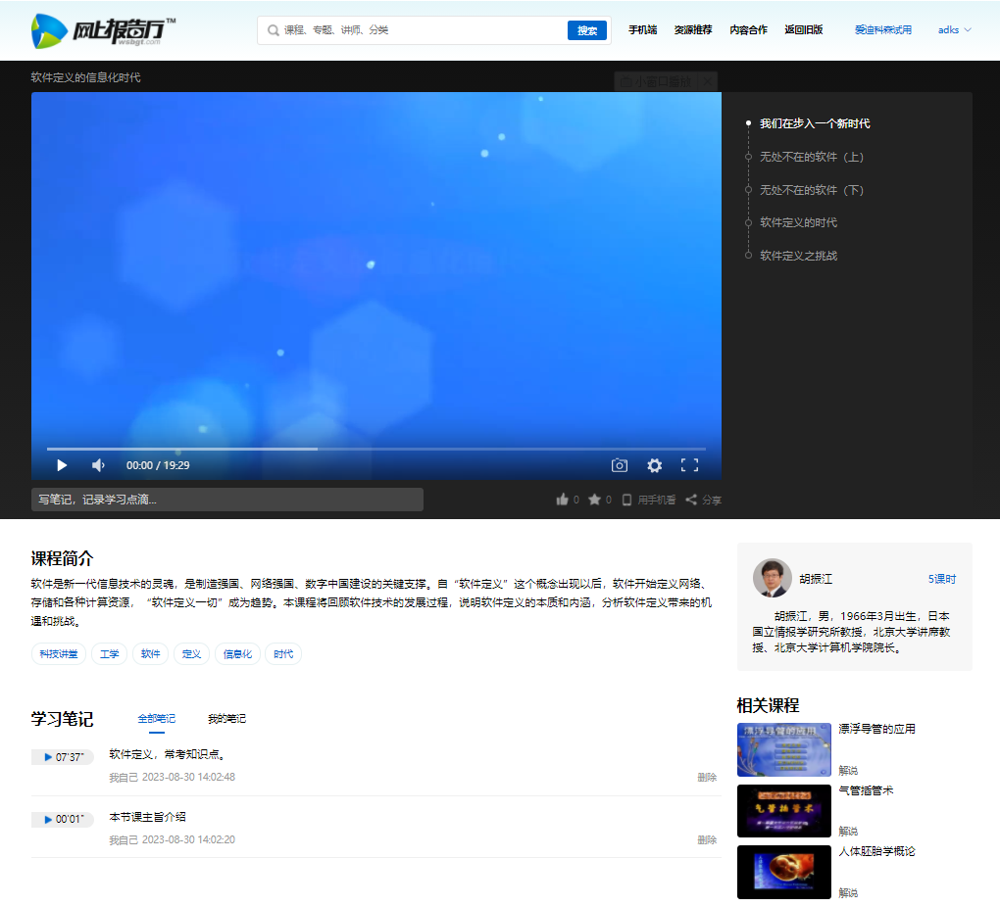 网上报告厅™
wsbgt.com
课程、专题、讲师、分类
搜索
手机端
资源推荐
内容合作
返回旧版
爱迪科森试用
adks
软件定义的信息化时代
小窗口播放
我们在步入一个新时代
无处不在的软件（上）
无处不在的软件（下）
软件定义的时代
软件定义之挑战
00:00 / 19:29
写笔记，记录学习点滴...
0
0
用手机看
分享
课程简介
软件是新一代信息技术的灵魂，是制造强国、网络强国、数字中国建设的关键支撑。自“软件定义”这个概念出现以后，软件开始定义网络、
存储和各种计算资源，“软件定义一切”成为趋势。本课程将回顾软件技术的发展过程，说明软件定义的本质和内涵，分析软件定义带来的机
遇和挑战。
科技讲堂
工学
软件
定义
信息化
时代
胡振江
5课时
胡振江，男，1966年3月出生，日本
国立情报学研究所教授，北京大学讲席教
授、北京大学计算机学院院长。
学习笔记
全部笔记
我的笔记
07'37"
软件定义，常考知识点。
我自己 2023-08-30 14:02:48
删除
00'01"
本节课主旨介绍
我自己 2023-08-30 14:02:20
删除
相关课程
漂浮导管的应用
漂浮导管的应用
解说
气管插管术
气管插管术
解说
人体胚胎学概论
解说